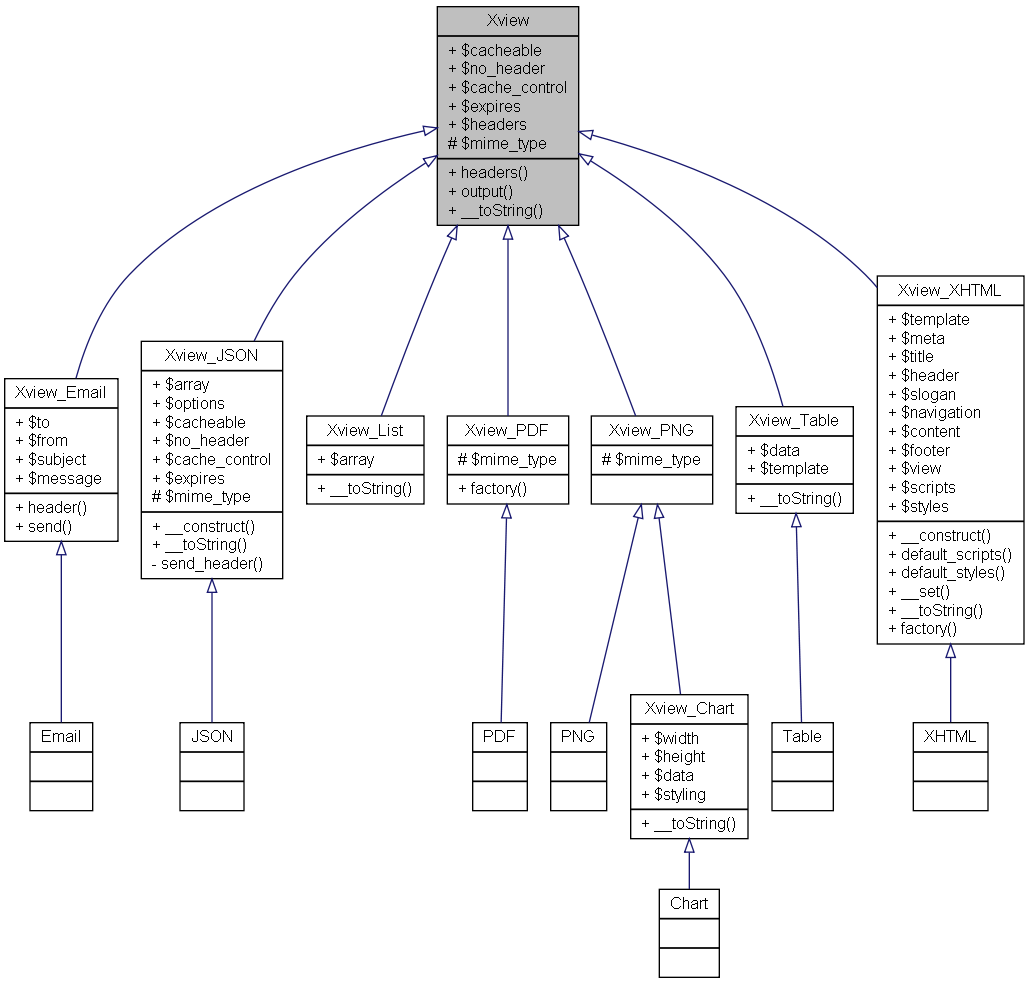 Xview
+ $cacheable
+ $no_header
+ $cache_control
+ $expires
+ $headers
# $mime_type
+ headers()
+ output()
+ __toString()
Xview_Email
+ $to
+ $from
+ $subject
+ $message
+ header()
+ send()
Xview_JSON
+ $array
+ $options
+ $cacheable
+ $no_header
+ $cache_control
+ $expires
# $mime_type
+ __construct()
+ __toString()
- send_header()
Xview_List
+ $array
+ __toString()
Xview_PDF
# $mime_type
+ factory()
Xview_PNG
# $mime_type
Xview_Table
+ $data
+ $template
+ __toString()
Xview_XHTML
+ $template
+ $meta
+ $title
+ $header
+ $slogan
+ $navigation
+ $content
+ $footer
+ $view
+ $scripts
+ $styles
+ __construct()
+ default_scripts()
+ default_styles()
+ __set()
+ __toString()
+ factory()
Email
JSON
PDF
PNG
Xview_Chart
+ $width
+ $height
+ $data
+ $styling
+ __toString()
Table
XHTML
Chart